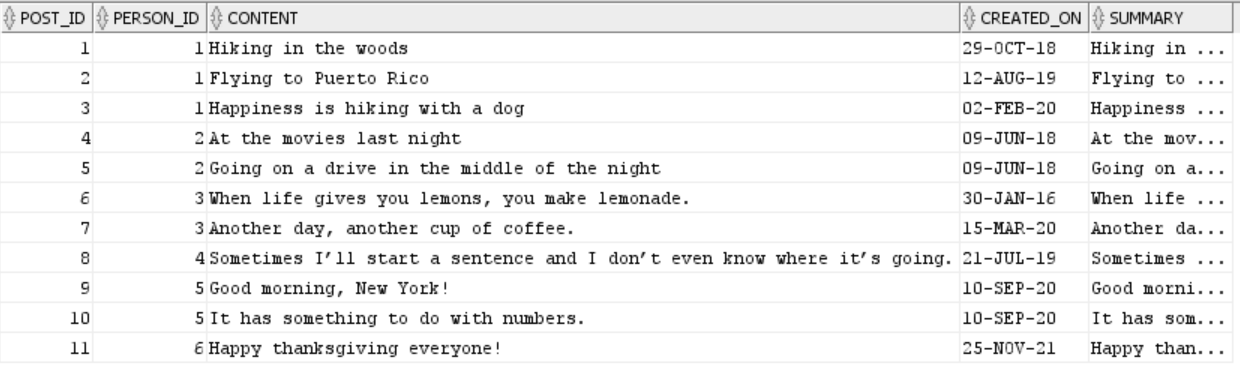 POST_ID PERSON_ID CONTENT CREATED_ON SUMMARY
1 1 Hiking in the woods 29-OCT-18 Hiking in ...
2 1 Flying to Puerto Rico 12-AUG-19 Flying to ...
3 1 Happiness is hiking with a dog 02-FEB-20 Happiness ...
4 2 At the movies last night 09-JUN-18 At the mov...
5 2 Going on a drive in the middle of the night 09-JUN-18 Going on a...
6 3 When life gives you lemons, you make lemonade. 30-JAN-16 When life ...
7 3 Another day, another cup of coffee. 15-MAR-20 Another da...
8 4 Sometimes I’ll start a sentence and I don’t even know where it’s going. 21-JUL-19 Sometimes ...
9 5 Good morning, New York! 10-SEP-20 Good morni...
10 5 It has something to do with numbers. 10-SEP-20 It has som...
11 6 Happy thanksgiving everyone! 25-NOV-21 Happy than...